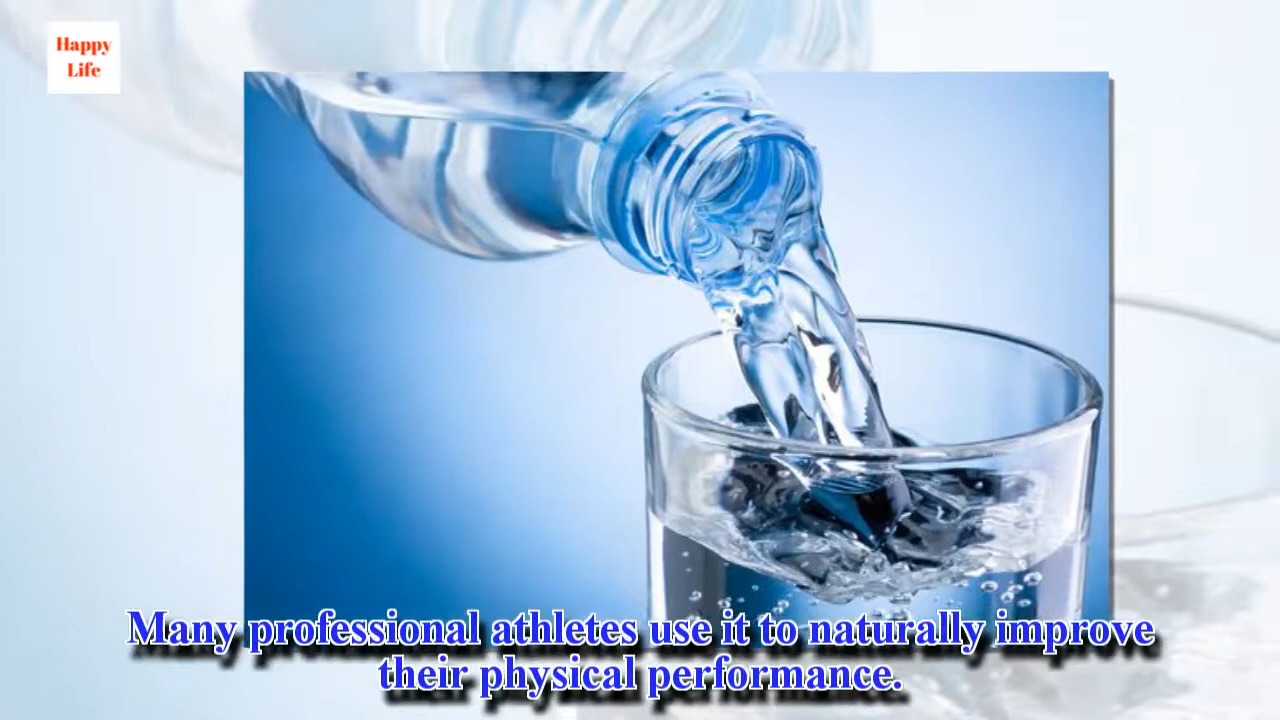 Happy
Life
Many professional athletes use it to naturally improve
their physical performance.